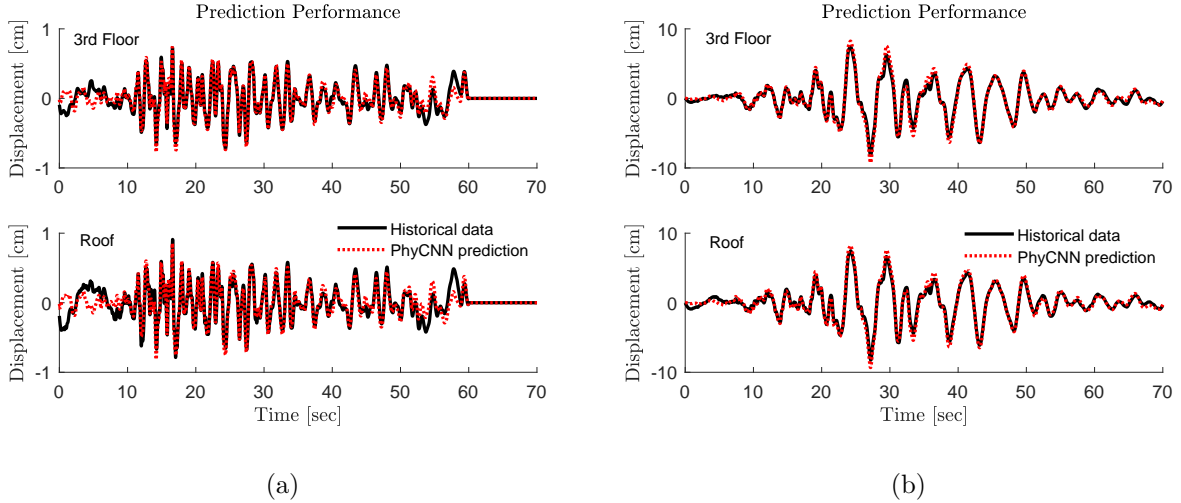 Prediction Performance
Displacement [cm]
1
0
-1
3rd Floor
0 10 20 30 40 50 60 70
Displacement [cm]
1
0
-1
Roof
Historical data
PhyCNN prediction
0 10 20 30 40 50 60 70
Time [sec]
(a)
Prediction Performance
Displacement [cm]
10
0
-10
3rd Floor
0 10 20 30 40 50 60 70
Displacement [cm]
10
0
-10
Roof
Historical data
PhyCNN prediction
0 10 20 30 40 50 60 70
Time [sec]
(b)